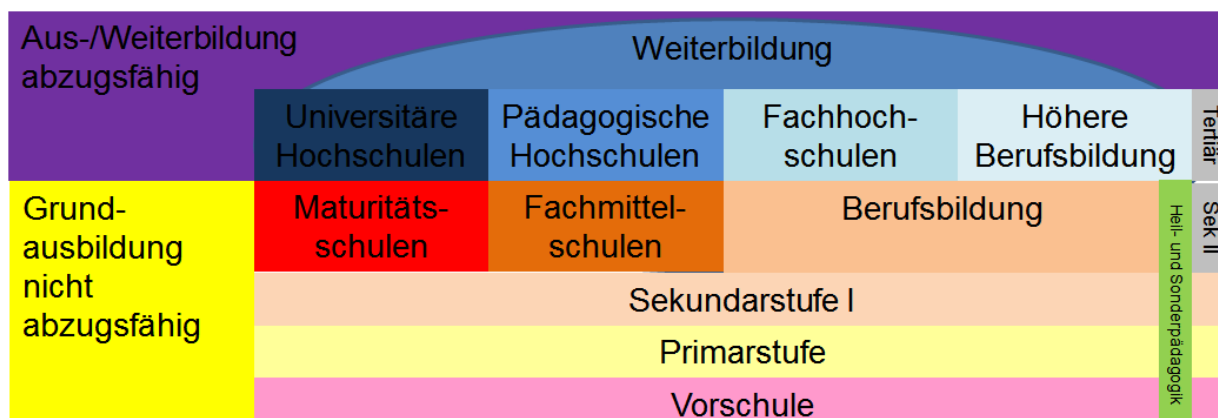 Aus-/Weiterbildung
abzugsfähig
Weiterbildung
Universitäre
Hochschulen
Pädagogische
Hochschulen
Fachhoch-
schulen
Höhere
Berufsbildung
Tertiär
Grund-
ausbildung
nicht
abzugsfähig
Maturitäts-
schulen
Fachmittel-
schulen
Berufsbildung
Heil- und Sonderpädagogik
Sek II
Sekundarstufe I
Primarstufe
Vorschule